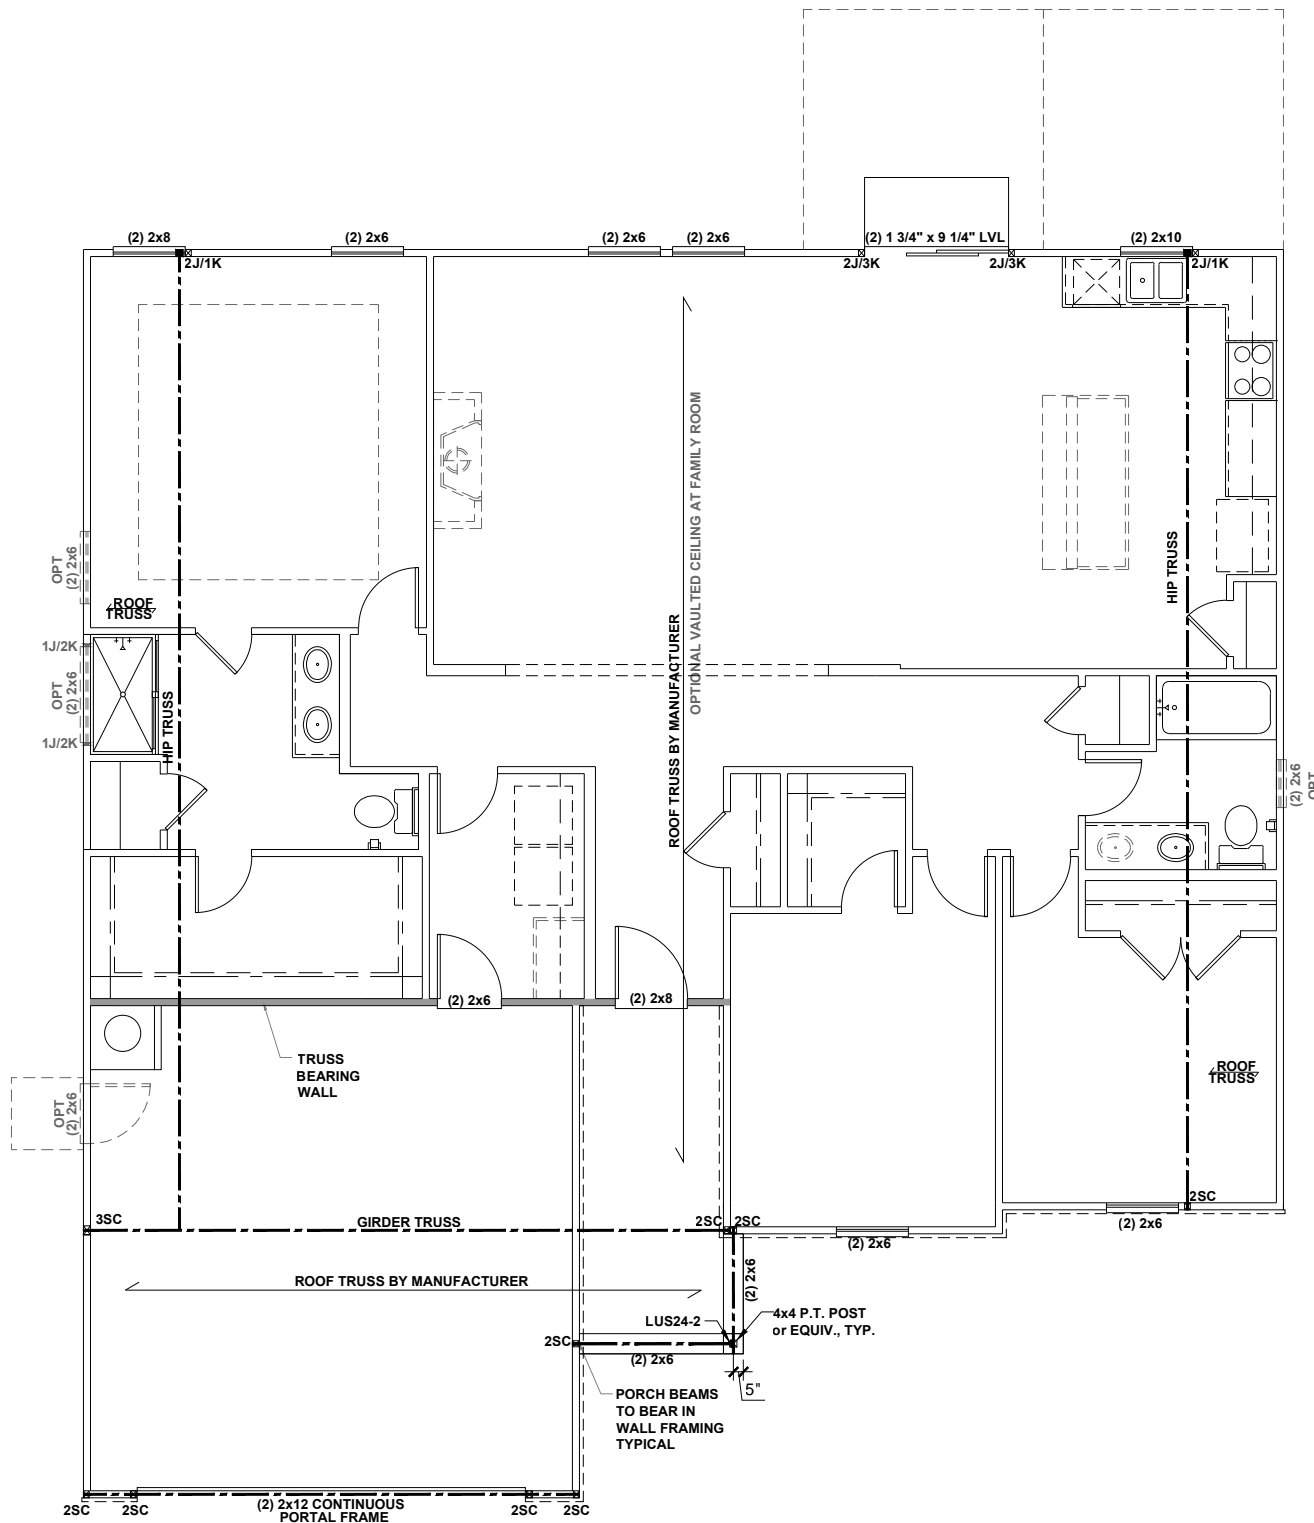 (2) 2x8
(2) 2x6
(2) 2x6
(2) 2x6
(2) 1 3/4" x 9 1/4" LVL
(2) 2x10
2J/1K
2J/3K
2J/3K
2J/1K
OPTIONAL VAULTED CEILING AT FAMILY ROOM
ROOF TRUSS BY MANUFACTURER
HIP TRUSS
OPT
(2) 2x6
ROOF
TRUSS
1J/2K
OPT
(2) 2x6
1J/2K
HIP TRUSS
(2) 2x6
OPT
(2) 2x6
(2) 2x8
TRUSS
BEARING
WALL
ROOF
TRUSS
OPT
(2) 2x6
3SC
GIRDER TRUSS
2SC
2SC
2SC
(2) 2x6
(2) 2x6
ROOF TRUSS BY MANUFACTURER
(2) 2x6
LUS24-2
4x4 P.T. POST
or EQUIV., TYP.
2SC
(2) 2x6
5"
PORCH BEAMS
TO BEAR IN
WALL FRAMING
TYPICAL
2SC
2SC
(2) 2x12 CONTINUOUS
PORTAL FRAME
2SC
2SC